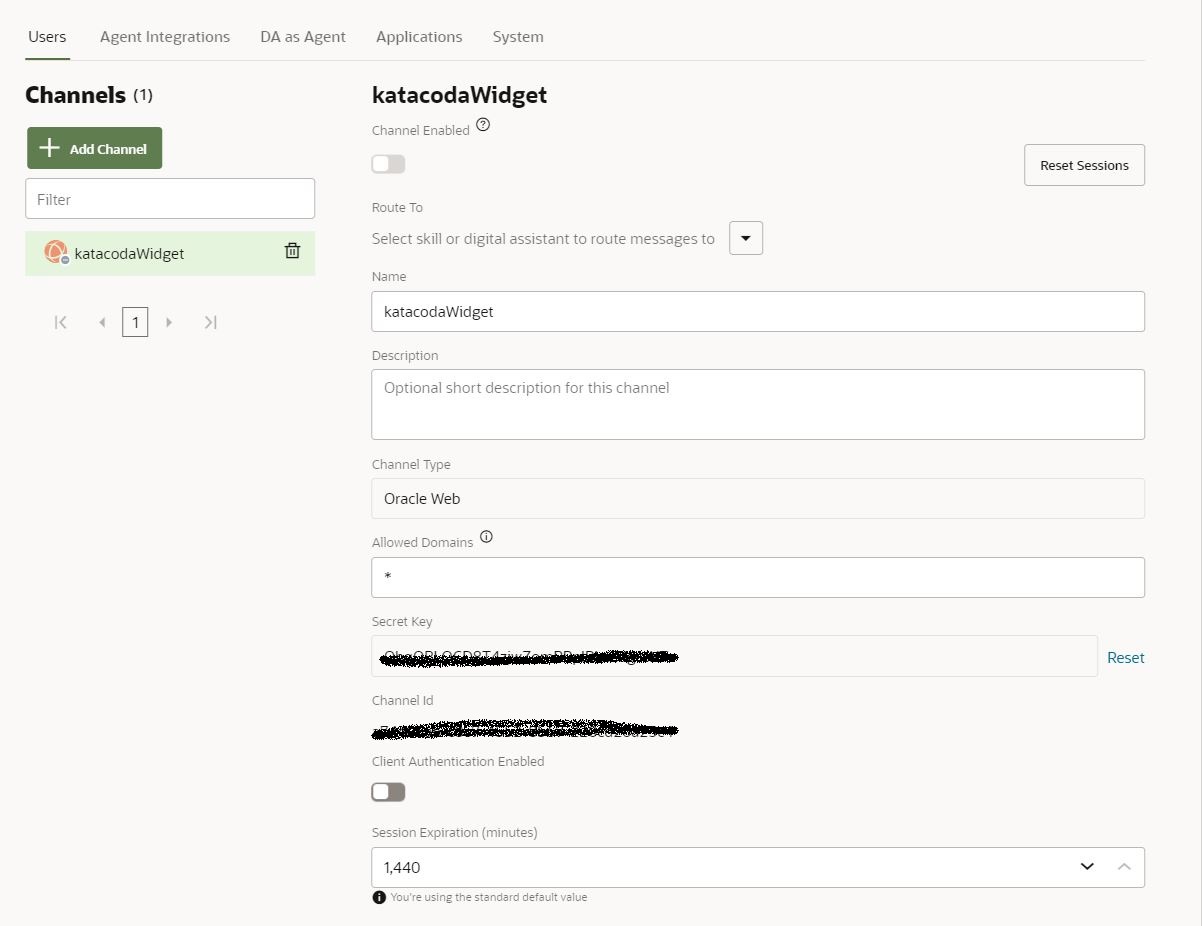 Users Agent Integrations DA as Agent Applications System
Channels (1)
Add Channel
Filter
katacodaWidget
1
katacodaWidget
Channel Enabled
Reset Sessions
Route To
Select skill or digital assistant to route messages to
Name
katacodaWidget
Description
Optional short description for this channel
Channel Type
Oracle Web
Allowed Domains
*
Secret Key
Reset
Channel Id
Client Authentication Enabled
Session Expiration (minutes)
1,440
You're using the standard default value